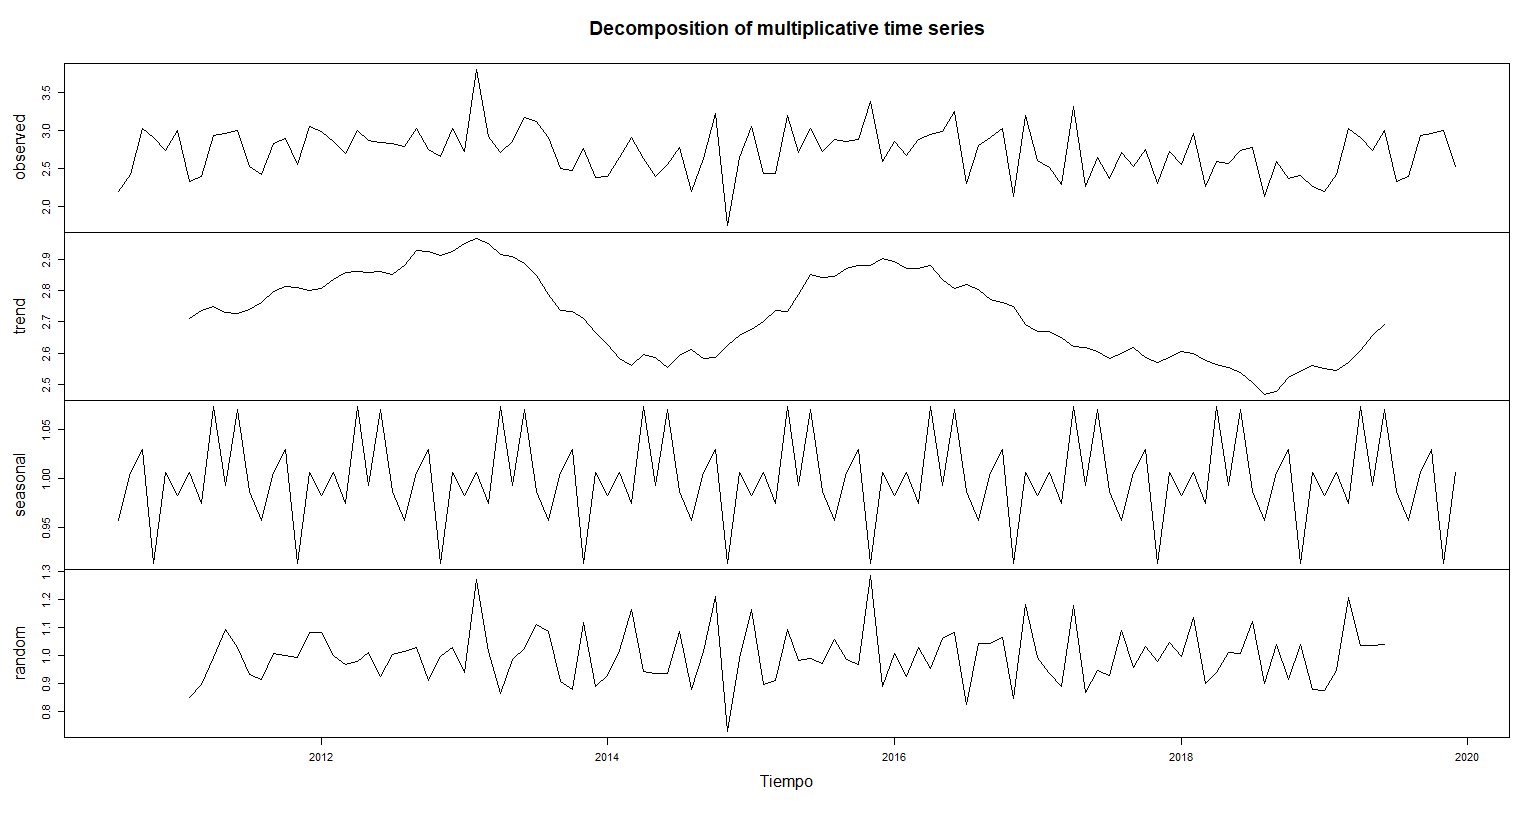 Decomposition of multiplicative time series
observed
3.5
3.0
2.5
2.0
trend
2.9
2.8
2.7
2.6
2.5
seasonal
1.05
1.00
0.95
random
1.3
1.2
1.1
1.0
0.9
0.8
2012 2014 2016 2018 2020
Tiempo